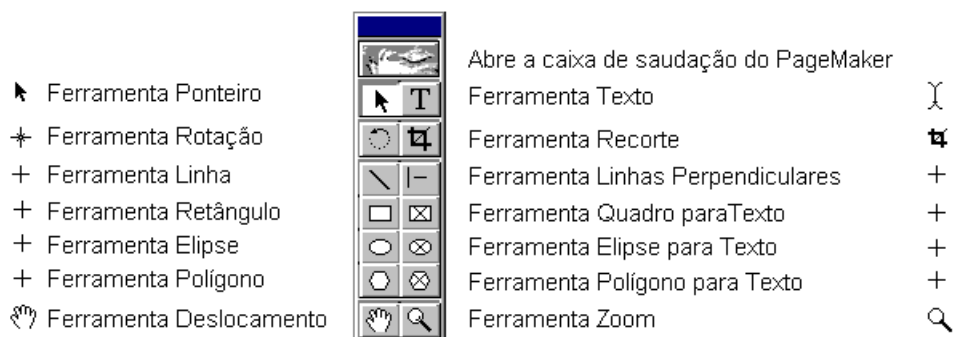 Abre a caixa de saudação do PageMaker
Ferramenta Ponteiro T Ferramenta Texto
Ferramenta Rotação Ferramenta Recorte
Ferramenta Linha Ferramenta Linhas Perpendiculares
Ferramenta Retângulo Ferramenta Quadro paraTexto
Ferramenta Elipse Ferramenta Elipse para Texto
Ferramenta Polígono Ferramenta Polígono para Texto
Ferramenta Deslocamento Ferramenta Zoom